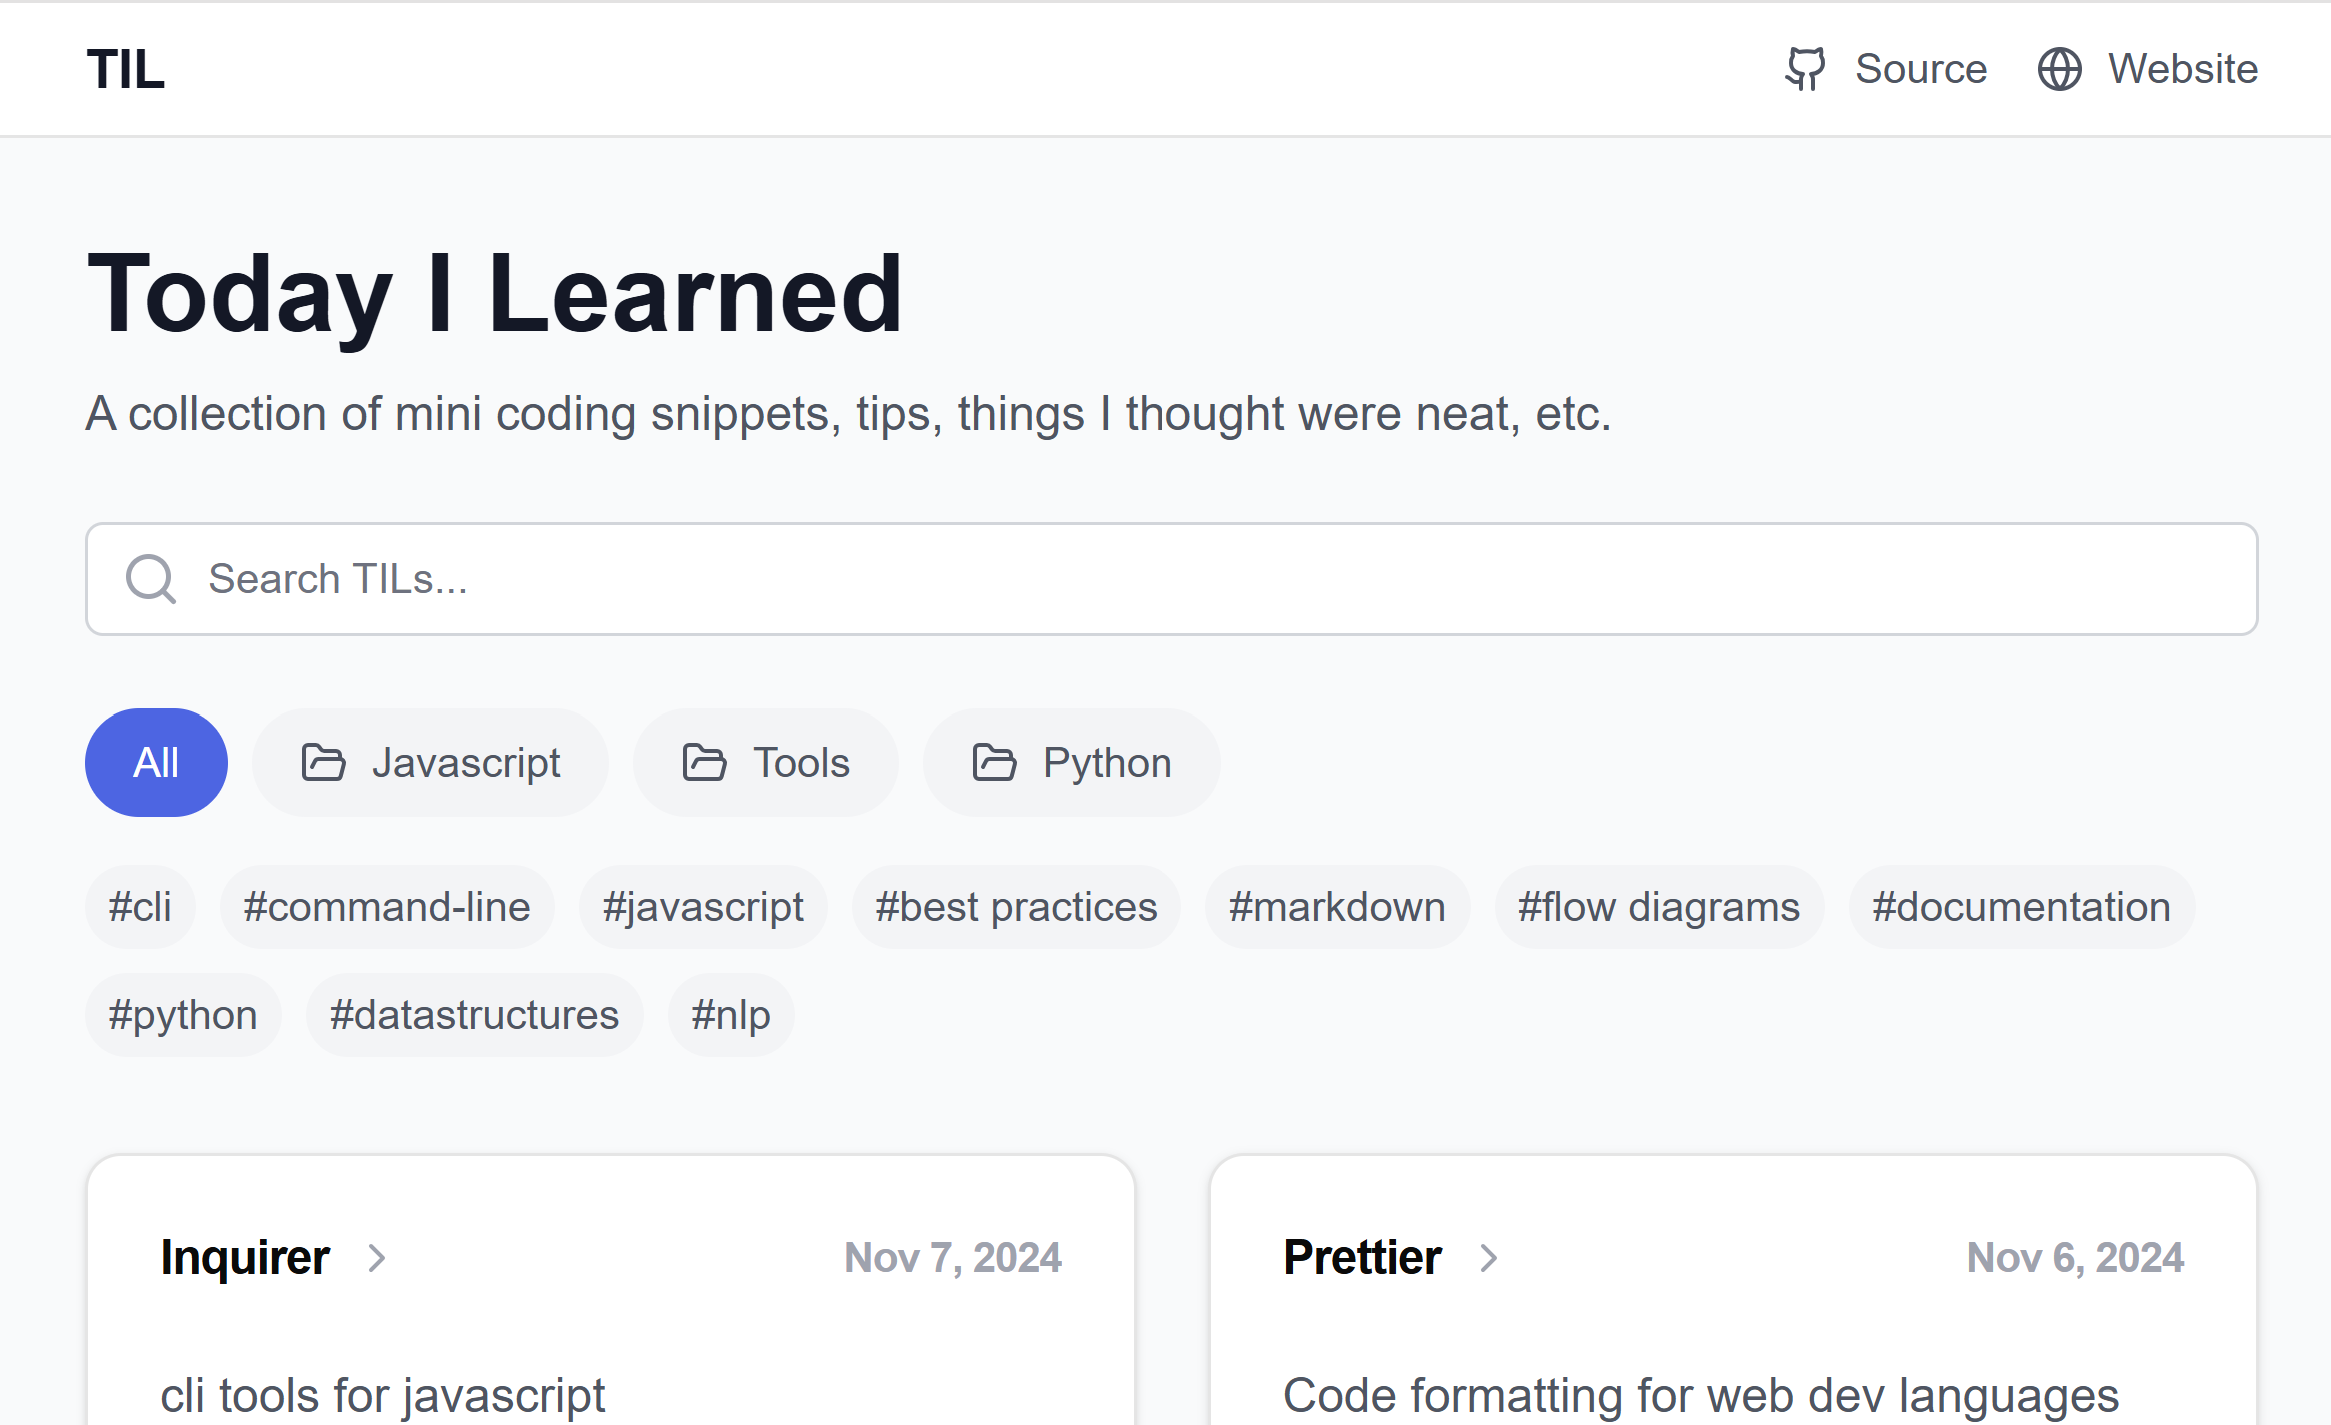 TIL
Source Website
Today I Learned
A collection of mini coding snippets, tips, things I thought were neat, etc.
Search TILs...
All Javascript Tools Python
#cli #command-line #javascript #best practices #markdown #flow diagrams #documentation
#python #datastructures #nlp
Inquirer Nov 7, 2024
cli tools for javascript
Prettier Nov 6, 2024
Code formatting for web dev languages